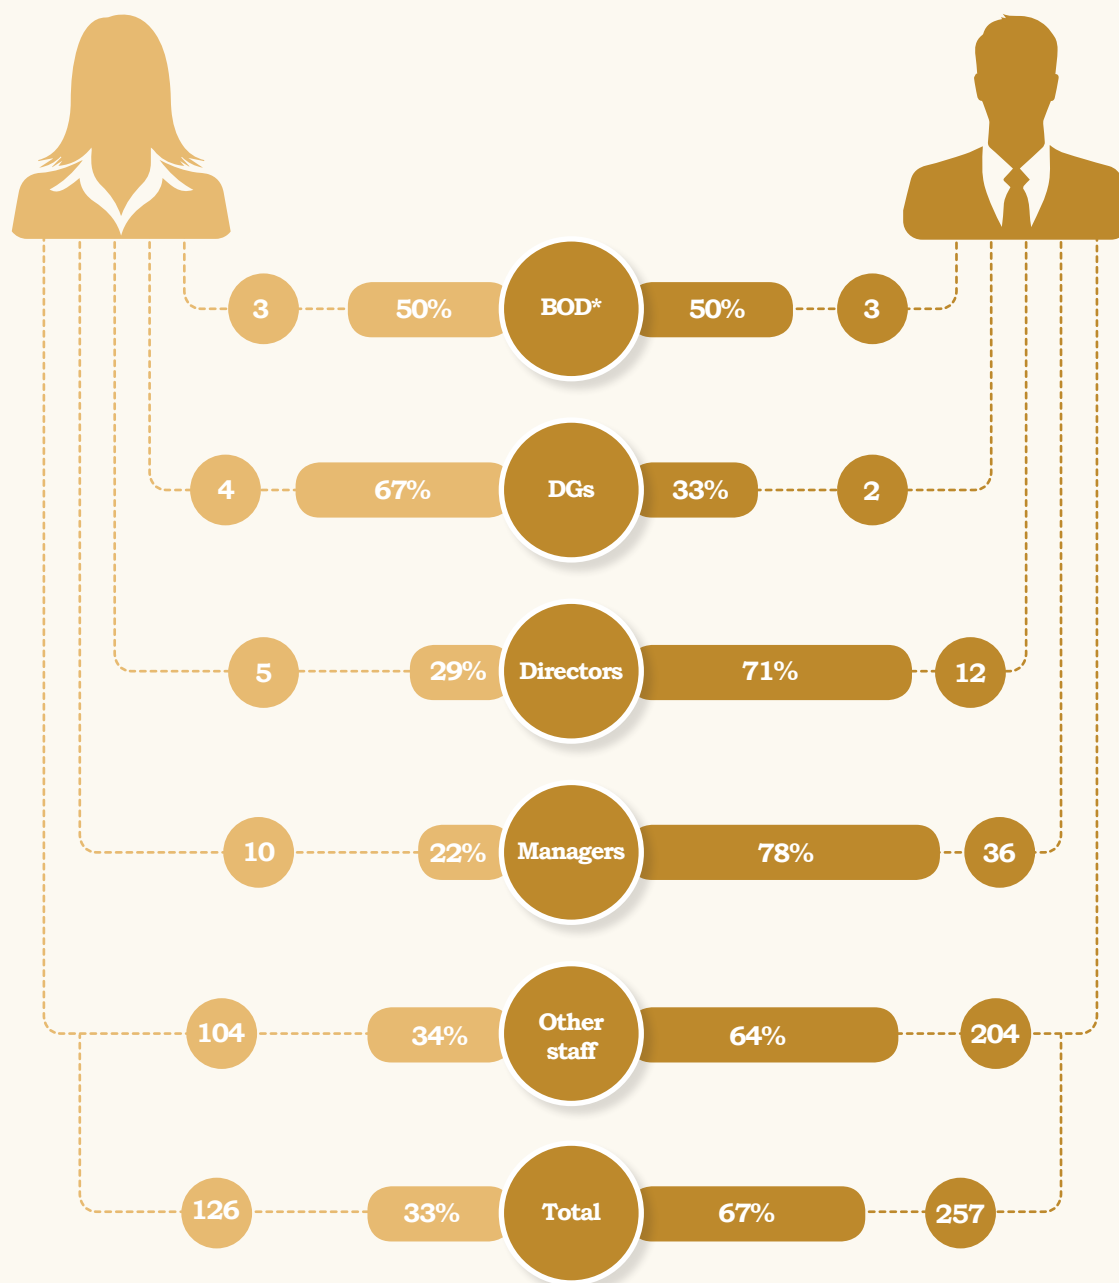 3 50% BOD* 50% 3
4 67% DGs 33% 2
5 29% Directors 71% 12
10 22% Managers 78% 36
104 34% Other staff 64% 204
126 33% Total 67% 257